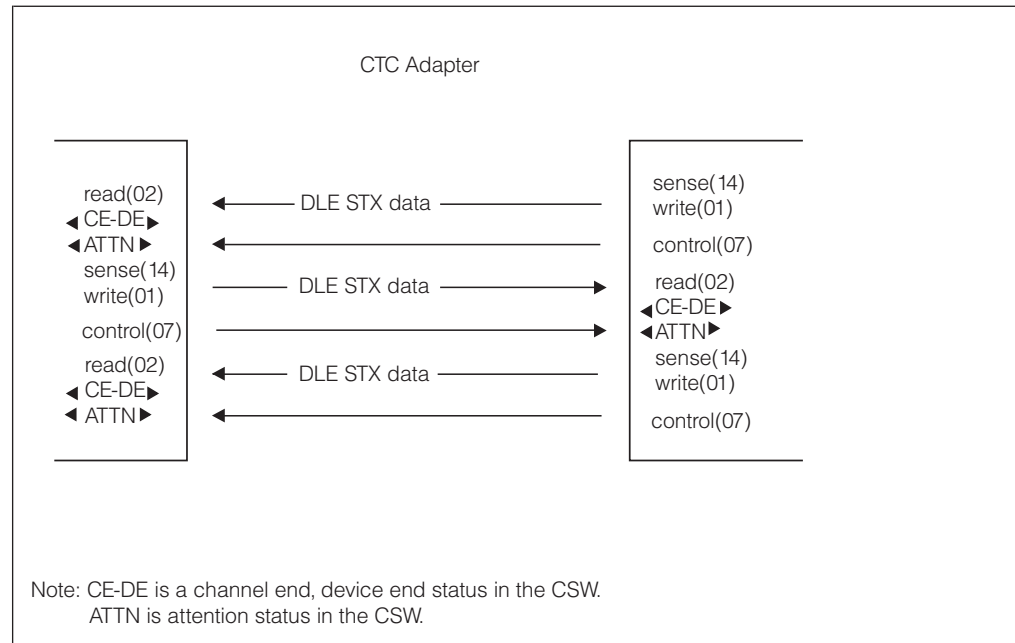 CTC Adapter
read(02)
CE-DE
ATTN
sense(14)
write(01)
control(07)
read(02)
CE-DE
ATTN
DLE STX data
DLE STX data
DLE STX data
sense(14)
write(01)
control(07)
read(02)
CE-DE
ATTN
sense(14)
write(01)
control(07)
Note: CE-DE is a channel end, device end status in the CSW.
ATTN is attention status in the CSW.